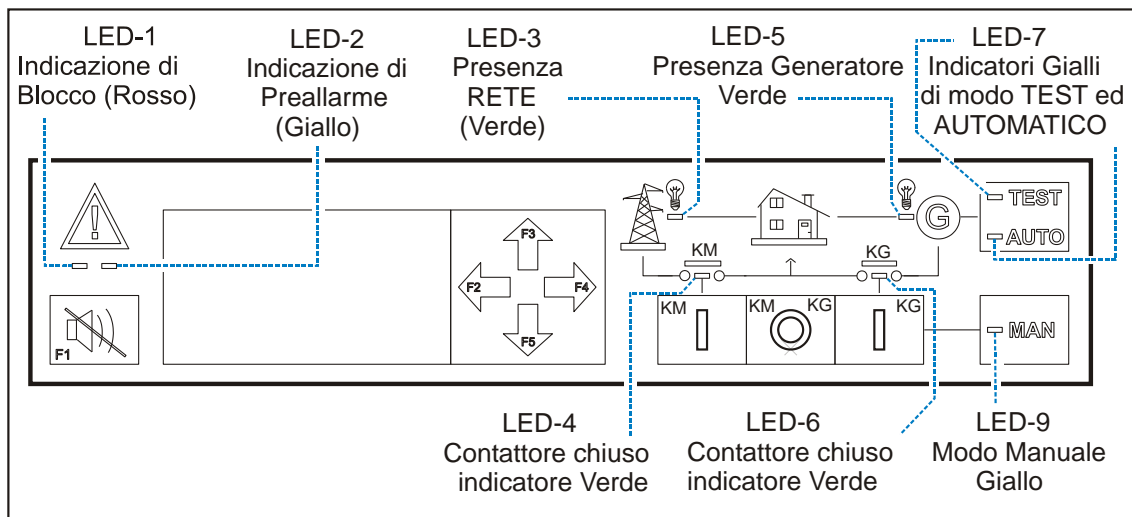 LED-1
Indicazione di
Blocco (Rosso)
LED-2
Indicazione di
Preallarme
(Giallo)
LED-3
Presenza
RETE
(Verde)
LED-5
Presenza Generatore
Verde
LED-7
Indicatori Gialli
di modo TEST ed
AUTOMATICO
F1
F3
F2
F4
F5
KM
KG
G
TEST
AUTO
KM
KM
KG
KG
MAN
LED-4
Contattore chiuso
indicatore Verde
LED-6
Contattore chiuso
indicatore Verde
LED-9
Modo Manuale
Giallo